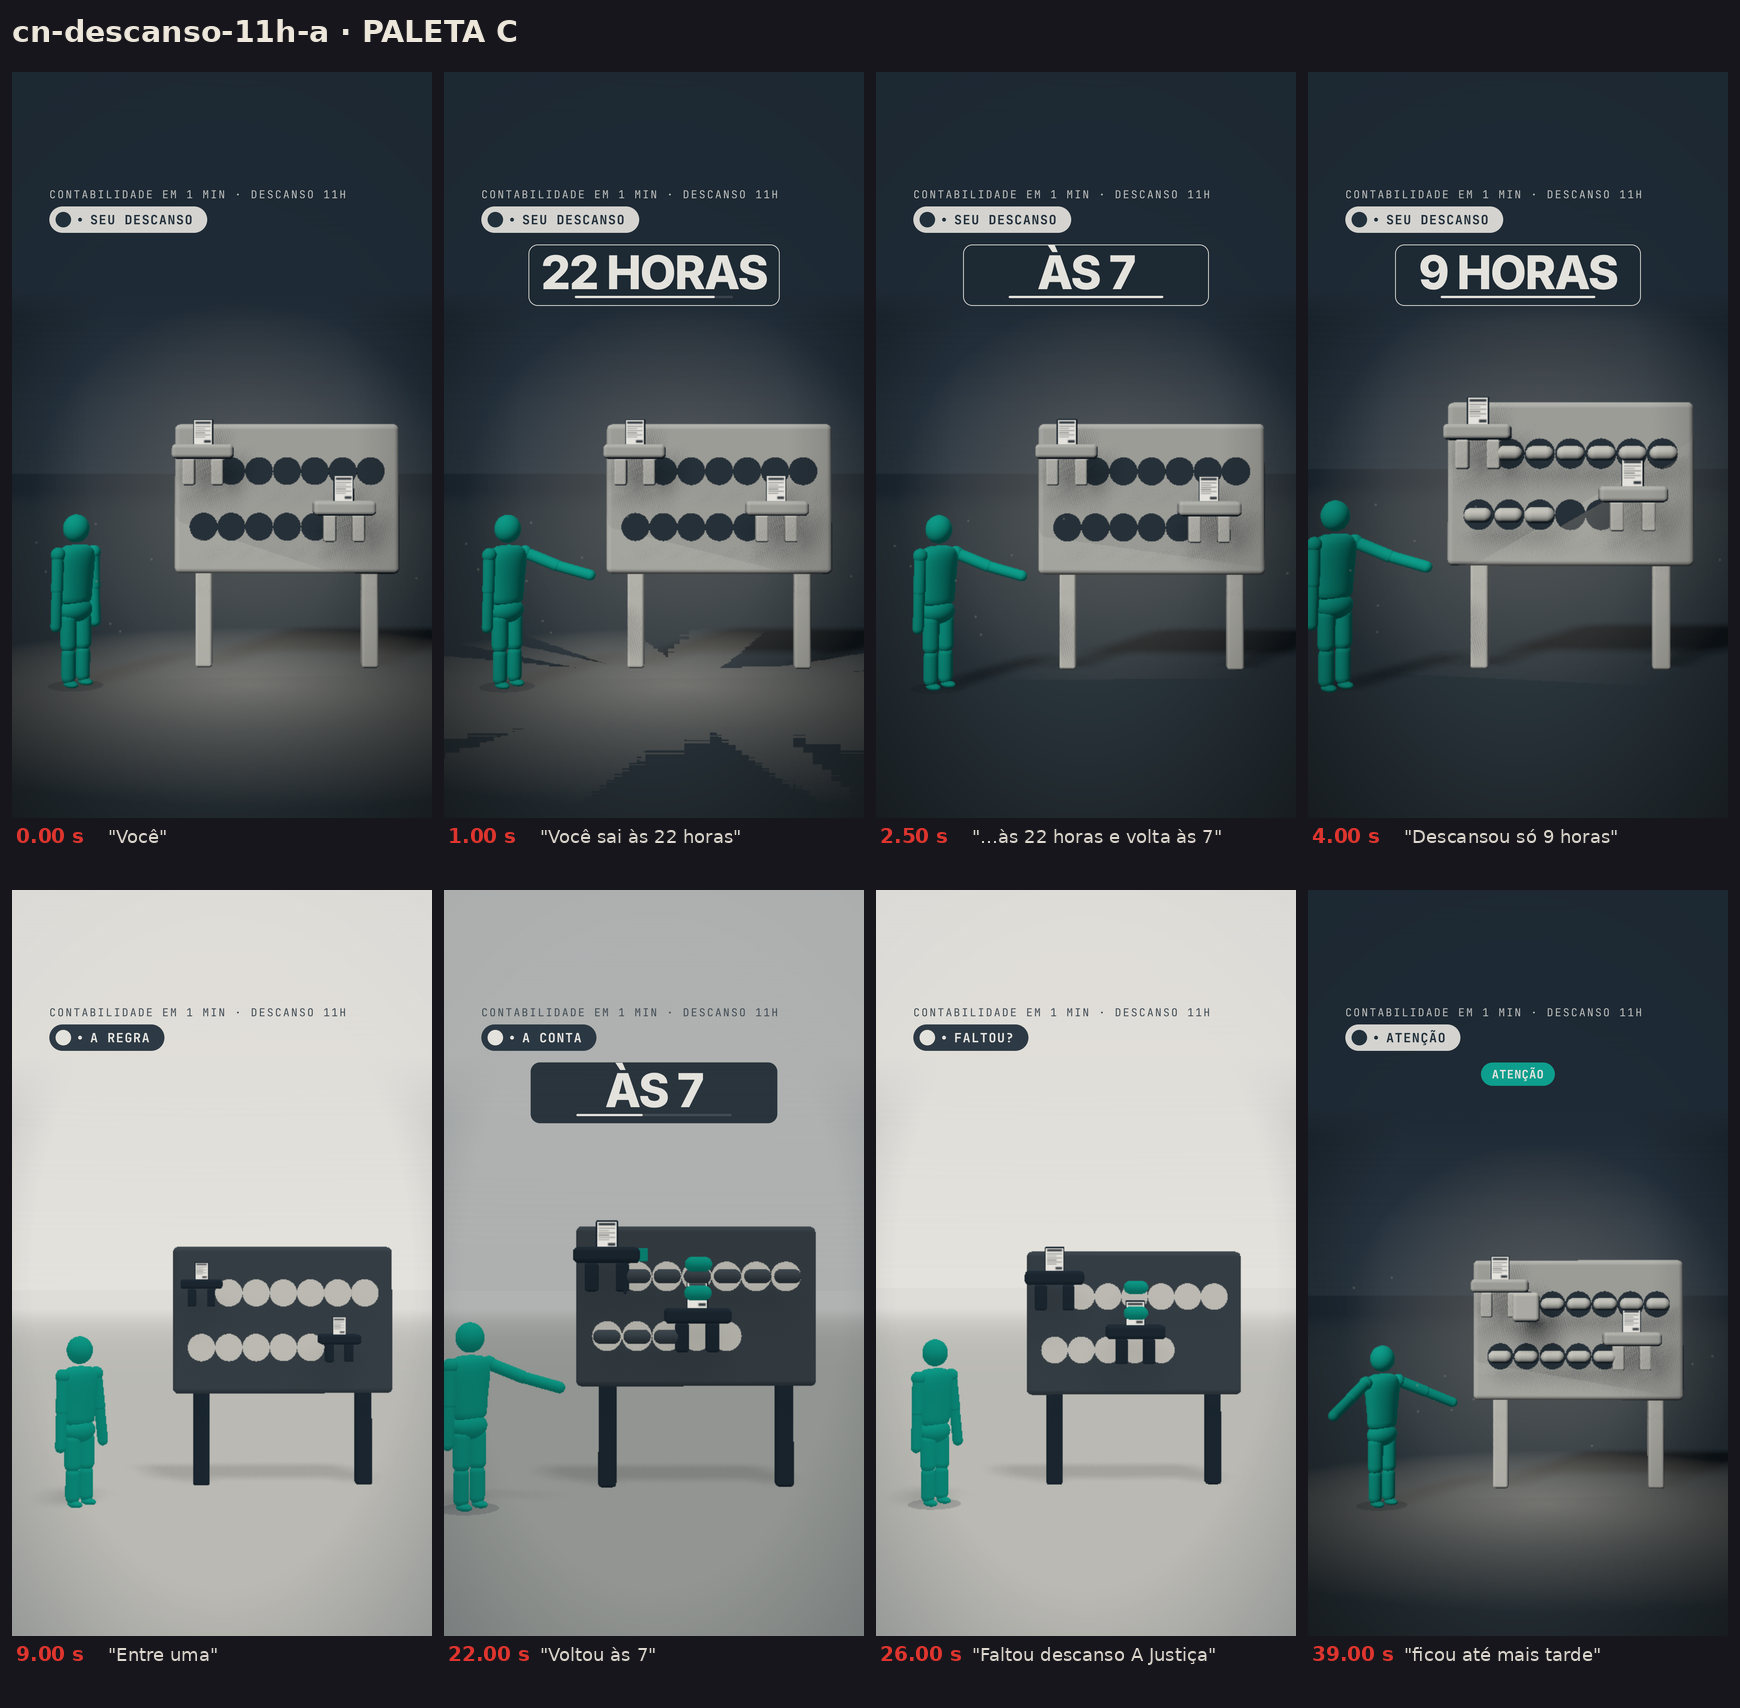 cn-descanso-11h-a · PALETA C
CONTABILIDADE EM 1 MIN · DESCANSO 11H
• SEU DESCANSO
CONTABILIDADE EM 1 MIN · DESCANSO 11H
• SEU DESCANSO
22 HORAS
CONTABILIDADE EM 1 MIN · DESCANSO 11H
• SEU DESCANSO
ÀS 7
CONTABILIDADE EM 1 MIN · DESCANSO 11H
• SEU DESCANSO
9 HORAS
0.00 s "Você"
1.00 s "Você sai às 22 horas"
2.50 s "...às 22 horas e volta às 7"
4.00 s "Descansou só 9 horas"
CONTABILIDADE EM 1 MIN · DESCANSO 11H
• A REGRA
CONTABILIDADE EM 1 MIN · DESCANSO 11H
• A CONTA
ÀS 7
CONTABILIDADE EM 1 MIN · DESCANSO 11H
• FALTOU?
CONTABILIDADE EM 1 MIN · DESCANSO 11H
• ATENÇÃO
ATENÇÃO
9.00 s "Entre uma"
22.00 s "Voltou às 7"
26.00 s "Faltou descanso A Justiça"
39.00 s "ficou até mais tarde"